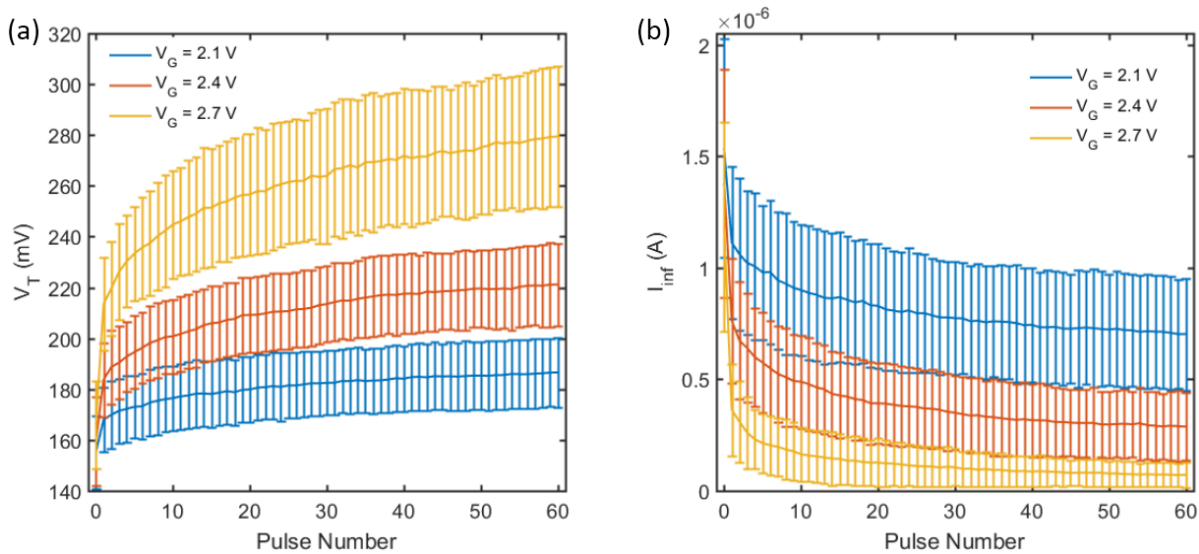 (a)
320
300
280
260
240
220
200
180
160
140
V_T (mV)
V_G = 2.1 V
V_G = 2.4 V
V_G = 2.7 V
0 10 20 30 40 50 60
Pulse Number
(b)
×10^-6
2
1.5
1
0.5
0
I_inf (A)
V_G = 2.1 V
V_G = 2.4 V
V_G = 2.7 V
0 10 20 30 40 50 60
Pulse Number